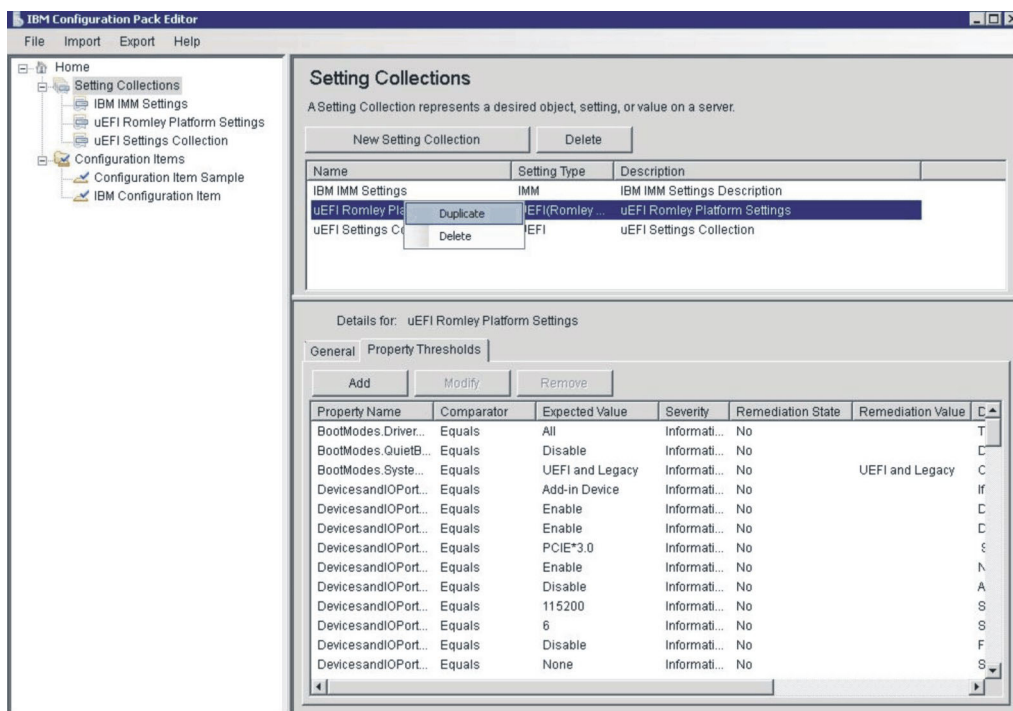 IBM Configuration Pack Editor
File Import Export Help
Home
Setting Collections
IBM IMM Settings
uEFI Romley Platform Settings
uEFI Settings Collection
Configuration Items
Configuration Item Sample
IBM Configuration Item
Setting Collections
A Setting Collection represents a desired object, setting, or value on a server.
New Setting Collection Delete
Name Setting Type Description
IBM IMM Settings IMM IBM IMM Settings Description
uEFI Romley Pla UEFI(Romley ... uEFI Romley Platform Settings
uEFI Settings Co UEFI uEFI Settings Collection
Duplicate
Delete
Details for: uEFI Romley Platform Settings
General Property Thresholds
Add Modify Remove
Property Name Comparator Expected Value Severity Remediation State Remediation Value D
BootModes.Driver... Equals All Informati... No T
BootModes.QuietB... Equals Disable Informati... No D
BootModes.Syste... Equals UEFI and Legacy Informati... No UEFI and Legacy C
DevicesandIOPort... Equals Add-in Device Informati... No If
DevicesandIOPort... Equals Enable Informati... No D
DevicesandIOPort... Equals Enable Informati... No D
DevicesandIOPort... Equals PCIE*3.0 Informati... No S
DevicesandIOPort... Equals Enable Informati... No N
DevicesandIOPort... Equals Disable Informati... No A
DevicesandIOPort... Equals 115200 Informati... No S
DevicesandIOPort... Equals 6 Informati... No S
DevicesandIOPort... Equals Disable Informati... No F
DevicesandIOPort... Equals None Informati... No S